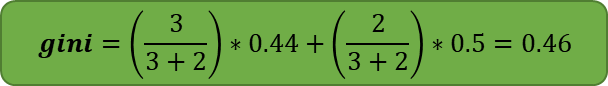 gini = (3/(3 + 2)) * 0.44 + (2/(3 + 2)) * 0.5 = 0.46